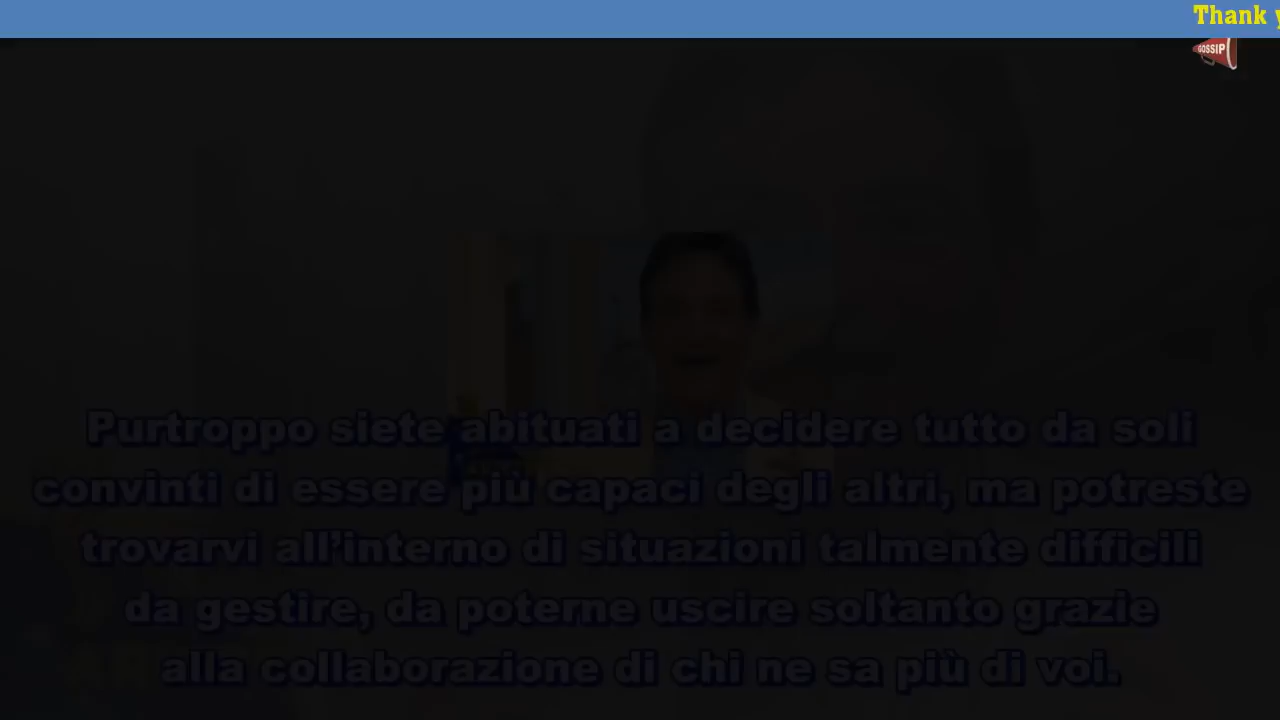 Thank y
GOSSIP
Purtroppo siete abituati a decidere tutto da soli
convinti di essere più capaci degli altri, ma potreste
trovarvi all’interno di situazioni talmente difficili
da gestire, da poterne uscire soltanto grazie
alla collaborazione di chi ne sa più di voi.